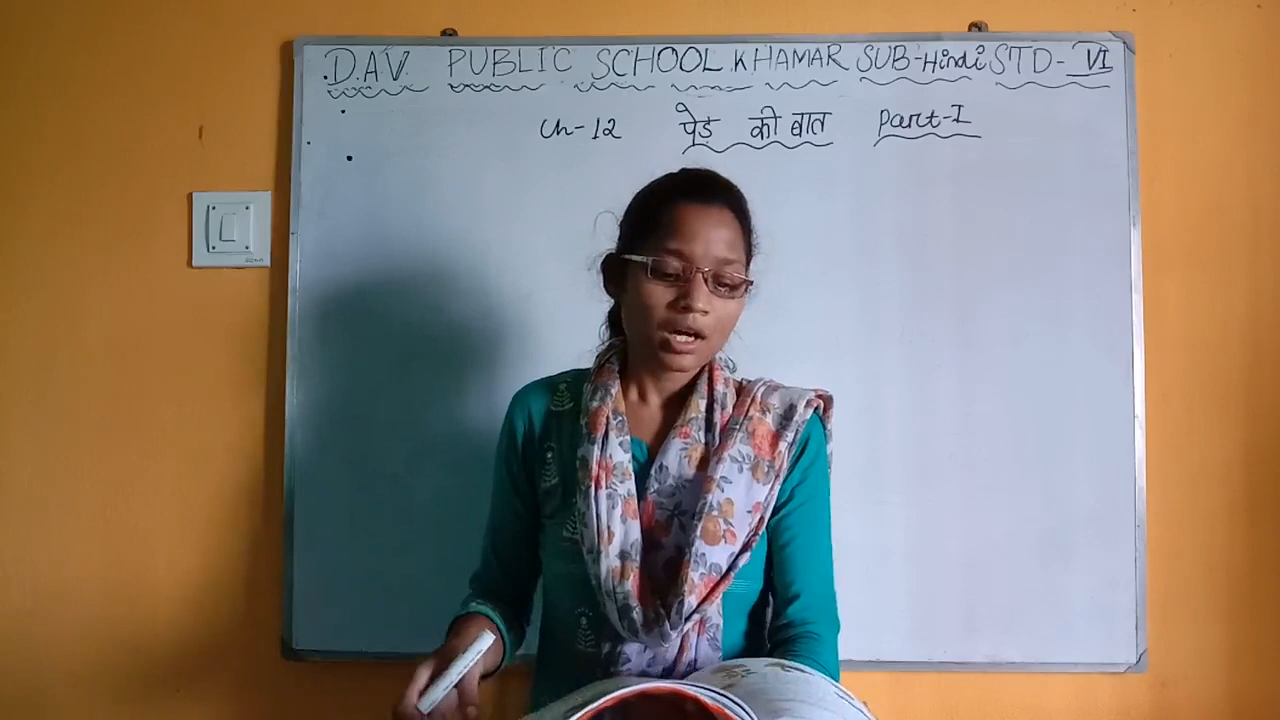 D.A.V. PUBLIC SCHOOL KHAMAR SUB-Hindi STD- VI
Ch-12 पेड़ की बात Part-I